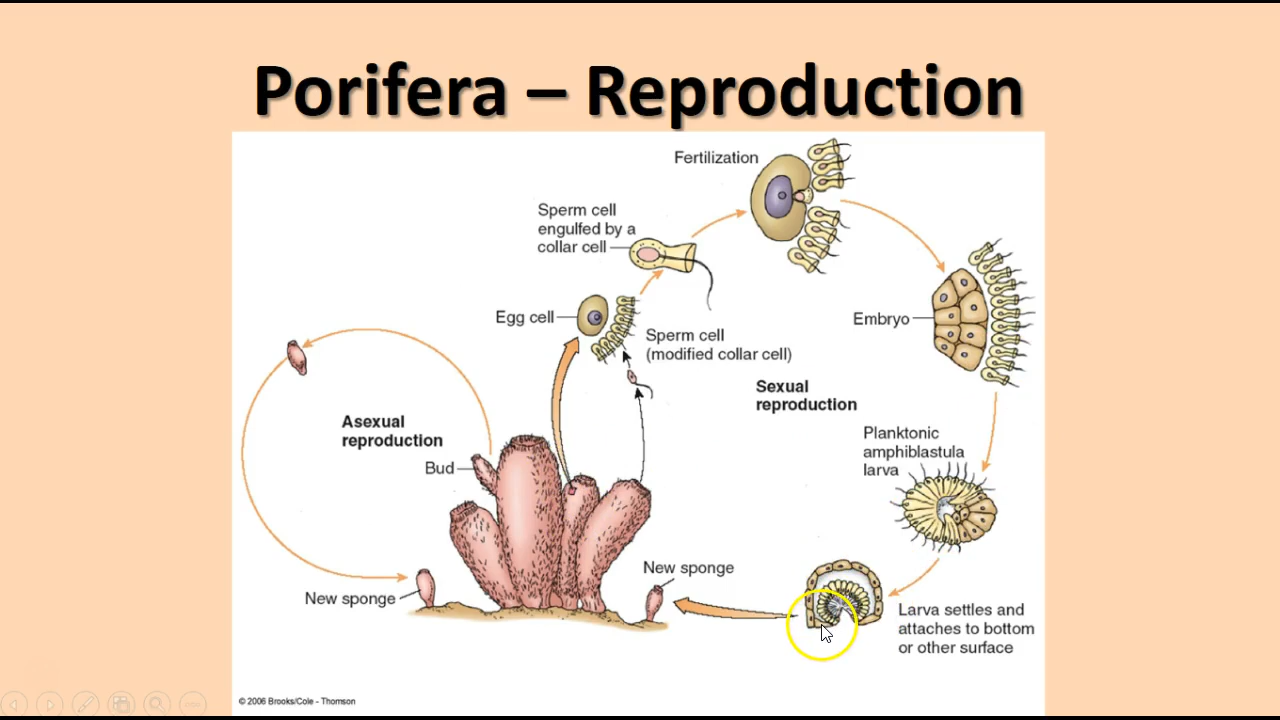 Porifera – Reproduction
Fertilization
Sperm cell
engulfed by a
collar cell
Egg cell
Sperm cell
(modified collar cell)
Embryo
Sexual
reproduction
Asexual
reproduction
Planktonic
amphiblastula
larva
Bud
New sponge
New sponge
Larva settles and
attaches to bottom
or other surface
© 2006 Brooks/Cole - Thomson